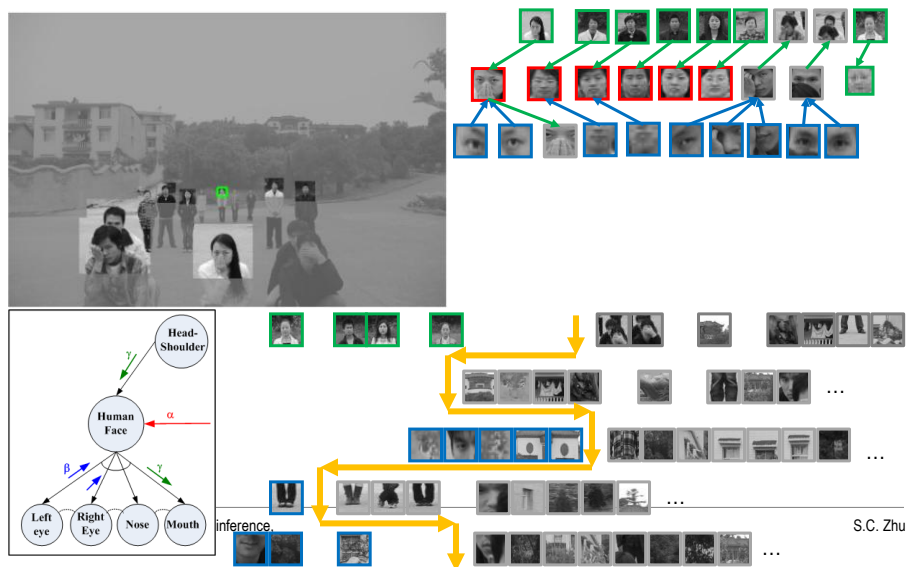 Head-
Shoulder
γ
Human
Face
α
β
γ
Left
eye
Right
Eye
Nose
Mouth
...
...
...
...
inference.
S.C. Zhu